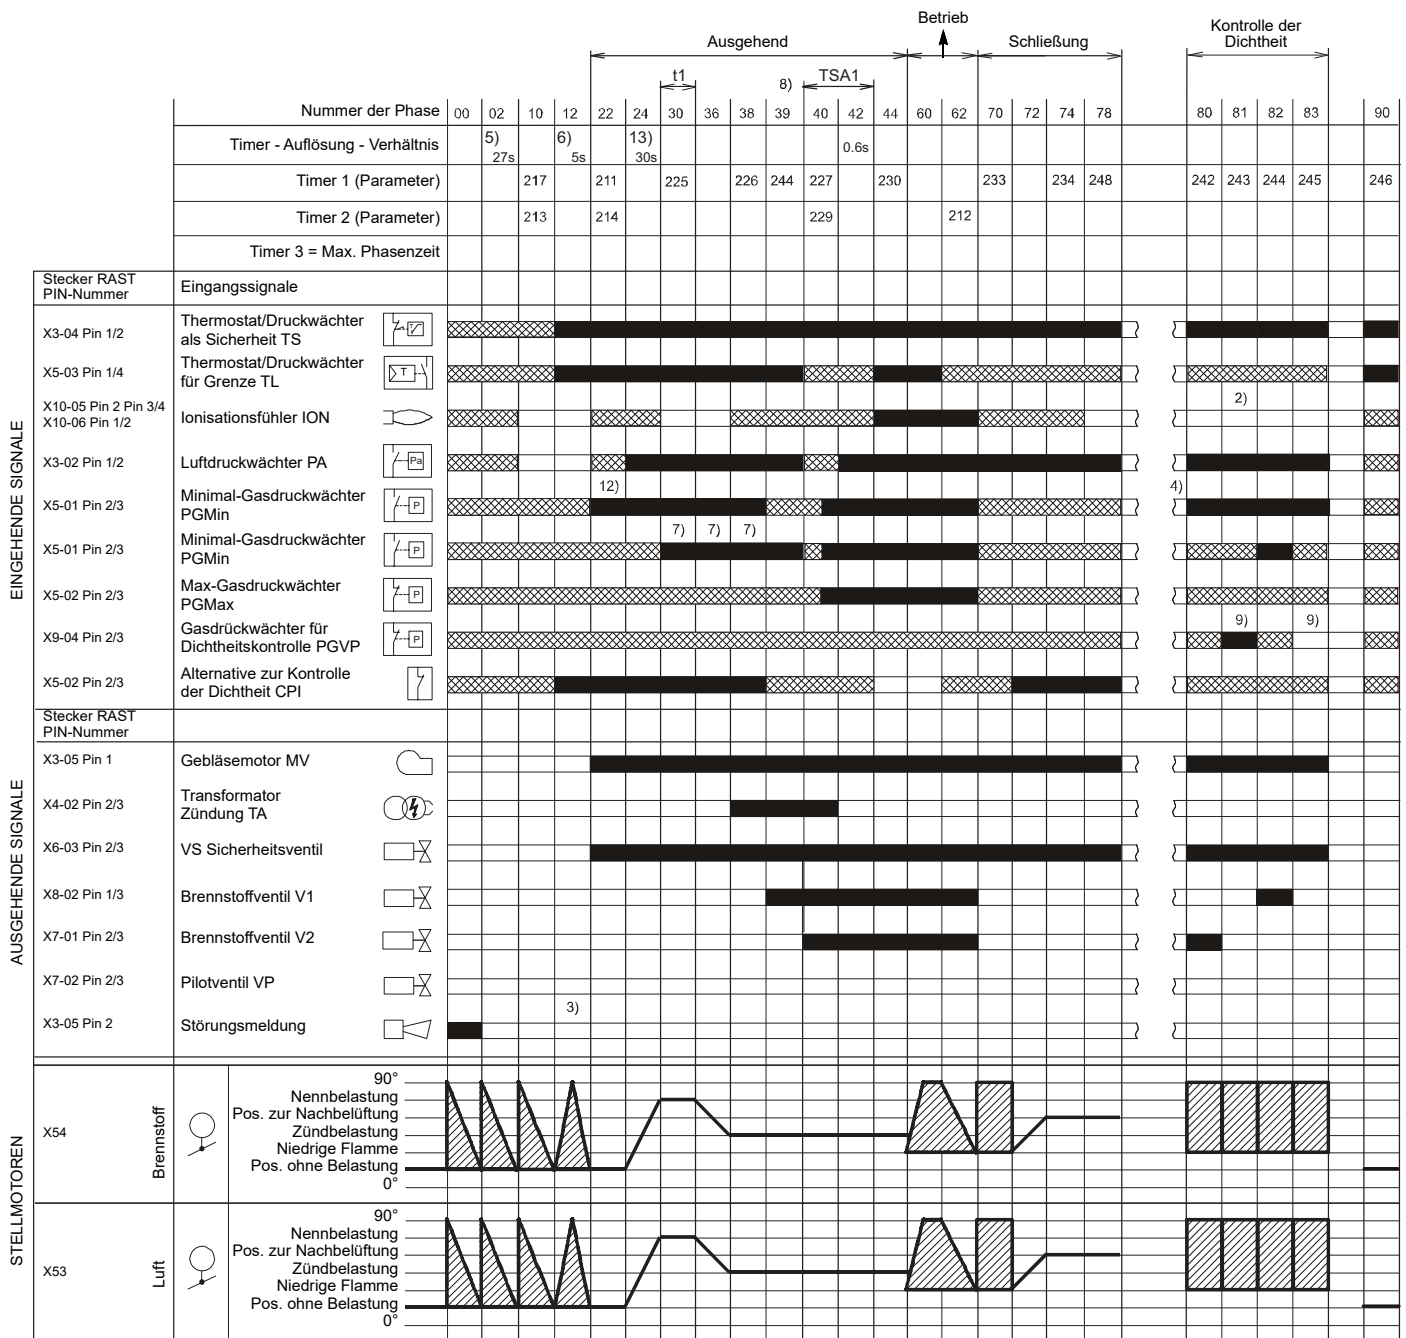 Betrieb
Ausgehend
Schließung
Kontrolle der
Dichtheit
t1
8)
TSA1
Nummer der Phase 00 02 10 12 22 24 30 36 38 39 40 42 44 60 62 70 72 74 78 80 81 82 83 90
Timer - Auflösung - Verhältnis 5) 27s 6) 5s 13) 30s 0.6s
Timer 1 (Parameter) 217 211 225 226 244 227 230 233 234 248 242 243 244 245 246
Timer 2 (Parameter) 213 214 229 212
Timer 3 = Max. Phasenzeit
EINGEHENDE SIGNALE
Stecker RAST
PIN-Nummer
Eingangssignale
X3-04 Pin 1/2
Thermostat/Druckwächter
als Sicherheit TS
X5-03 Pin 1/4
Thermostat/Druckwächter
für Grenze TL
T
2)
X10-05 Pin 2 Pin 3/4
X10-06 Pin 1/2
Ionisationsfühler ION
X3-02 Pin 1/2
Luftdruckwächter PA
Pa
12)
4)
X5-01 Pin 2/3
Minimal-Gasdruckwächter
PGMin
P
7) 7) 7)
X5-01 Pin 2/3
Minimal-Gasdruckwächter
PGMin
P
X5-02 Pin 2/3
Max-Gasdruckwächter
PGMax
P
9) 9)
X9-04 Pin 2/3
Gasdrückwächter für
Dichtheitskontrolle PGVP
P
X5-02 Pin 2/3
Alternative zur Kontrolle
der Dichtheit CPI
AUSGEHENDE SIGNALE
Stecker RAST
PIN-Nummer
X3-05 Pin 1
Gebläsemotor MV
X4-02 Pin 2/3
Transformator
Zündung TA
X6-03 Pin 2/3
VS Sicherheitsventil
X8-02 Pin 1/3
Brennstoffventil V1
X7-01 Pin 2/3
Brennstoffventil V2
X7-02 Pin 2/3
Pilotventil VP
3)
X3-05 Pin 2
Störungsmeldung
STELLMOTOREN
X54
Brennstoff
90°
Nennbelastung
Pos. zur Nachbelüftung
Zündbelastung
Niedrige Flamme
Pos. ohne Belastung
0°
X53
Luft
90°
Nennbelastung
Pos. zur Nachbelüftung
Zündbelastung
Niedrige Flamme
Pos. ohne Belastung
0°